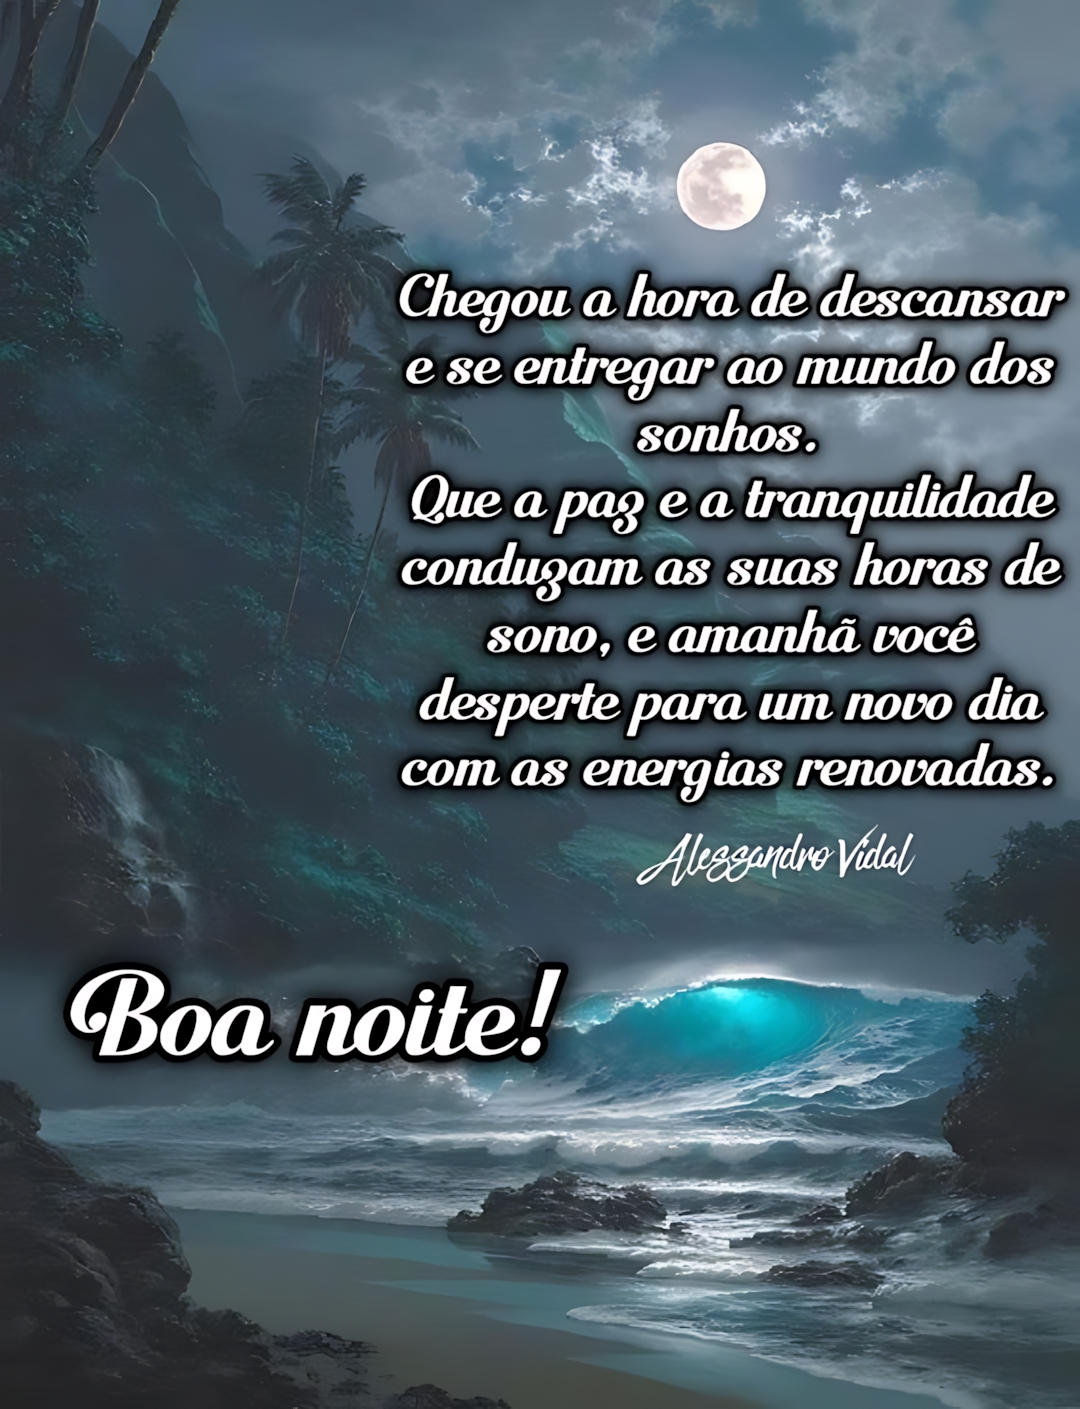 Chegou a hora de descansar
e se entregar ao mundo dos
sonhos.
Que a paz e a tranquilidade
conduzam as suas horas de
sono, e amanhã você
desperte para um novo dia
com as energias renovadas.
Alessandro Vidal
Boa noite!